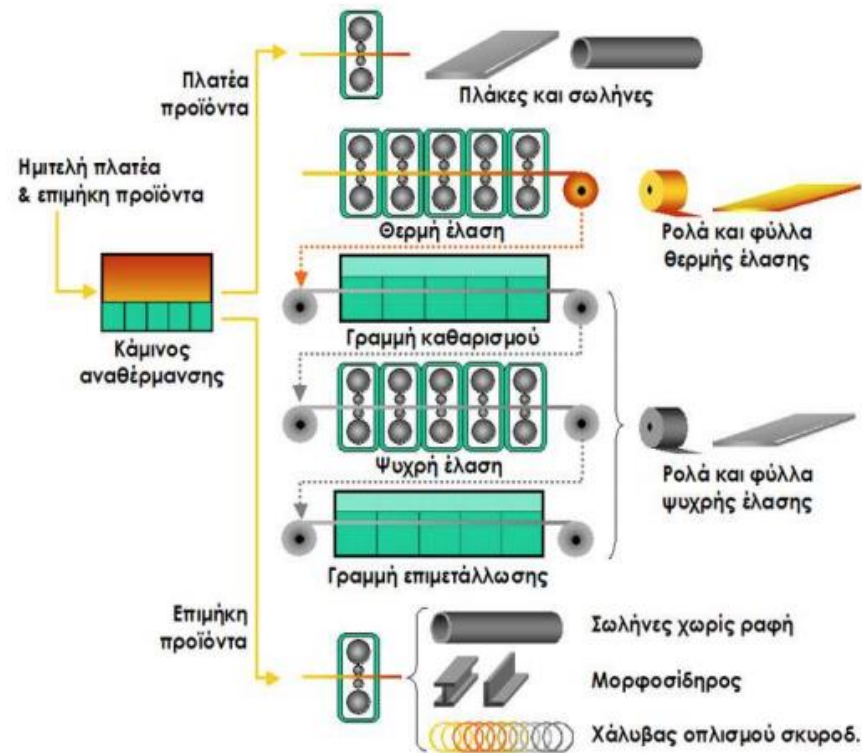 Πλατέα
προϊόντα
Πλάκες και σωλήνες
Ημιτελή πλατέα
& επιμήκη προϊόντα
Θερμή έλαση
Ρολά και φύλλα
θερμής έλασης
Κάμινος
αναθέρμανσης
Γραμμή καθαρισμού
Ψυχρή έλαση
Ρολά και φύλλα
ψυχρής έλασης
Γραμμή επιμετάλλωσης
Επιμήκη
προϊόντα
Σωλήνες χωρίς ραφή
Μορφοσίδηρος
Χάλυβας οπλισμού σκυροδ.